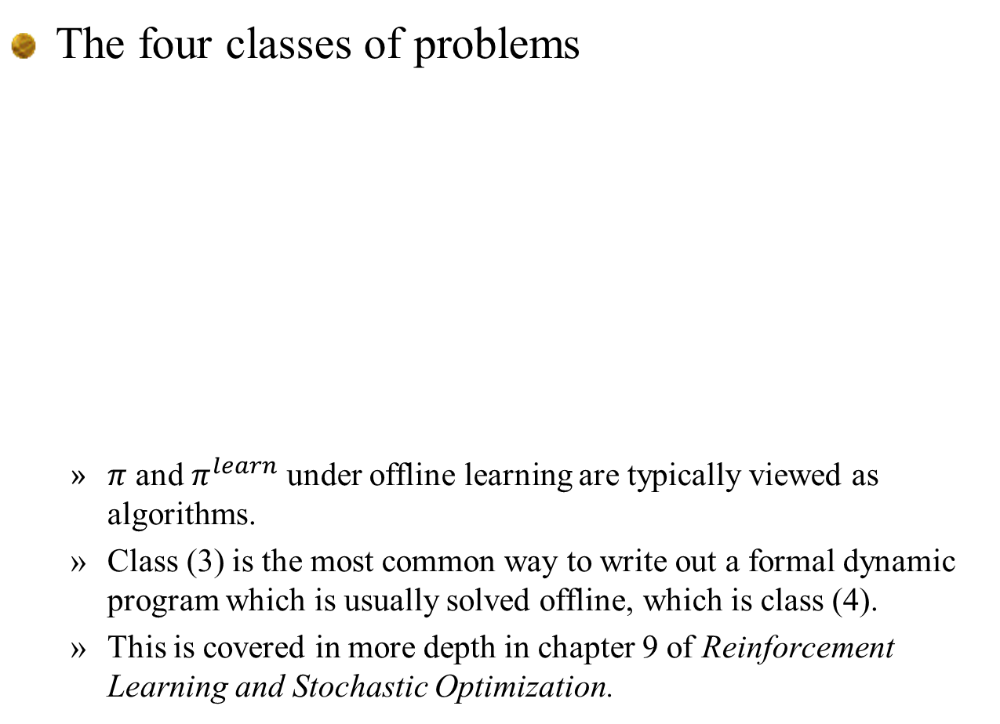 The four classes of problems
» π and π^learn under offline learning are typically viewed as
algorithms.
» Class (3) is the most common way to write out a formal dynamic
program which is usually solved offline, which is class (4).
» This is covered in more depth in chapter 9 of Reinforcement
Learning and Stochastic Optimization.